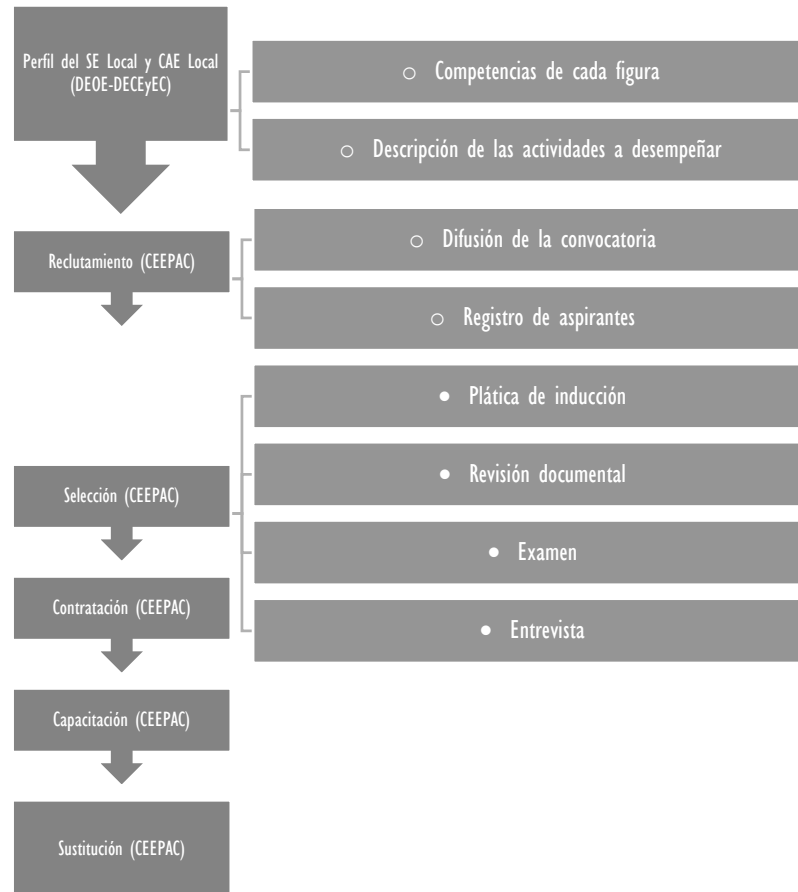 Perfil del SE Local y CAE Local
(DEOE-DECEyEC)
○ Competencias de cada figura
○ Descripción de las actividades a desempeñar
Reclutamiento (CEEPAC)
○ Difusión de la convocatoria
○ Registro de aspirantes
Selección (CEEPAC)
• Plática de inducción
• Revisión documental
• Examen
• Entrevista
Contratación (CEEPAC)
Capacitación (CEEPAC)
Sustitución (CEEPAC)